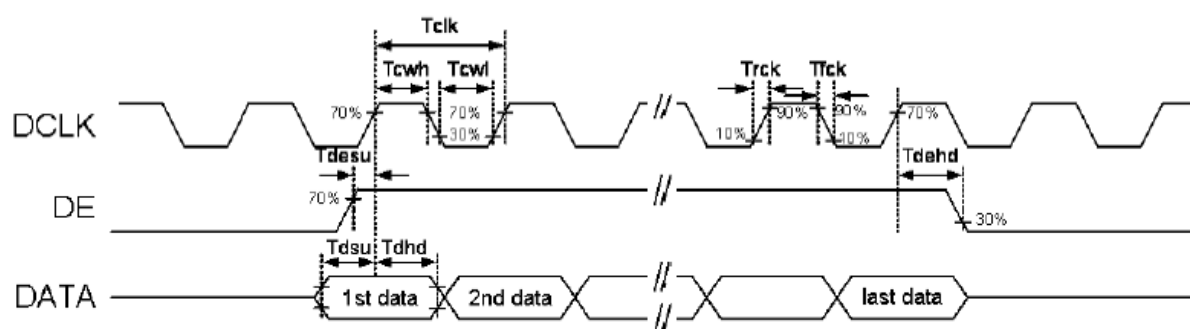 Tclk
Tcwh Tcwl Trck Tfck
DCLK 70% 70% 30% 10% 90% 90% 10% 70%
Tdesu Tdehd
DE 70% 30%
Tdsu Tdhd
DATA 1st data 2nd data last data